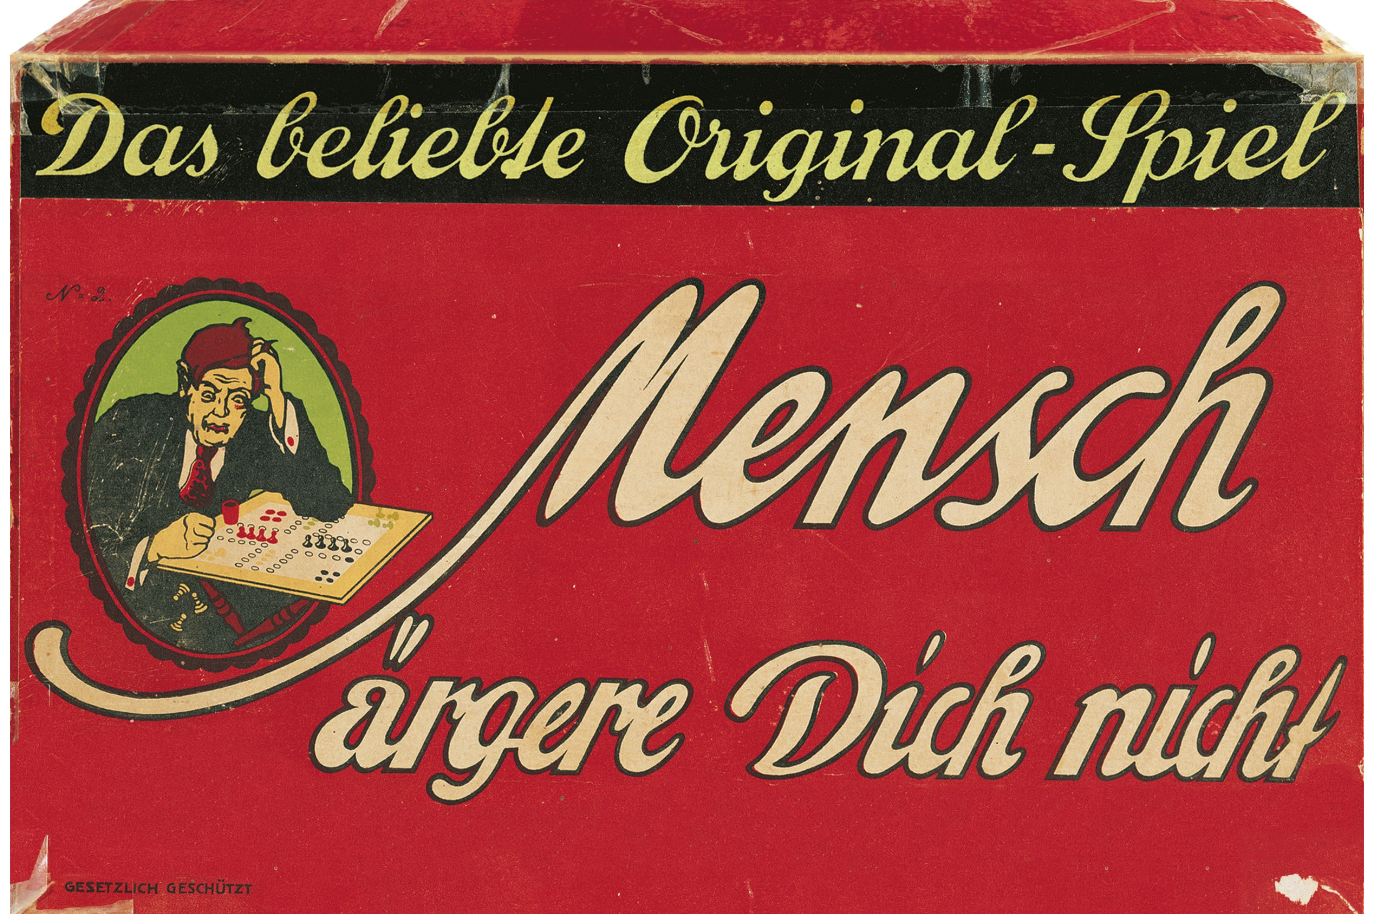 Das beliebte Original-Spiel
No 2.
Mensch
ärgere Dich nicht
GESETZLICH GESCHÜTZT